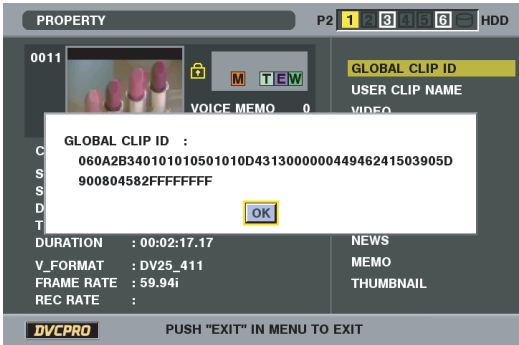 PROPERTY
P2 1 2 3 4 5 6 HDD
0011
M T E W
VOICE MEMO 0
GLOBAL CLIP ID
USER CLIP NAME
VIDEO
GLOBAL CLIP ID :
060A2B340101010501010D431300000044946241503905D
900804582FFFFFFFF
OK
C
S
S
D
T
DURATION : 00:02:17.17
V_FORMAT : DV25_411
FRAME RATE : 59.94i
REC RATE :
NEWS
MEMO
THUMBNAIL
DVCPRO
PUSH "EXIT" IN MENU TO EXIT